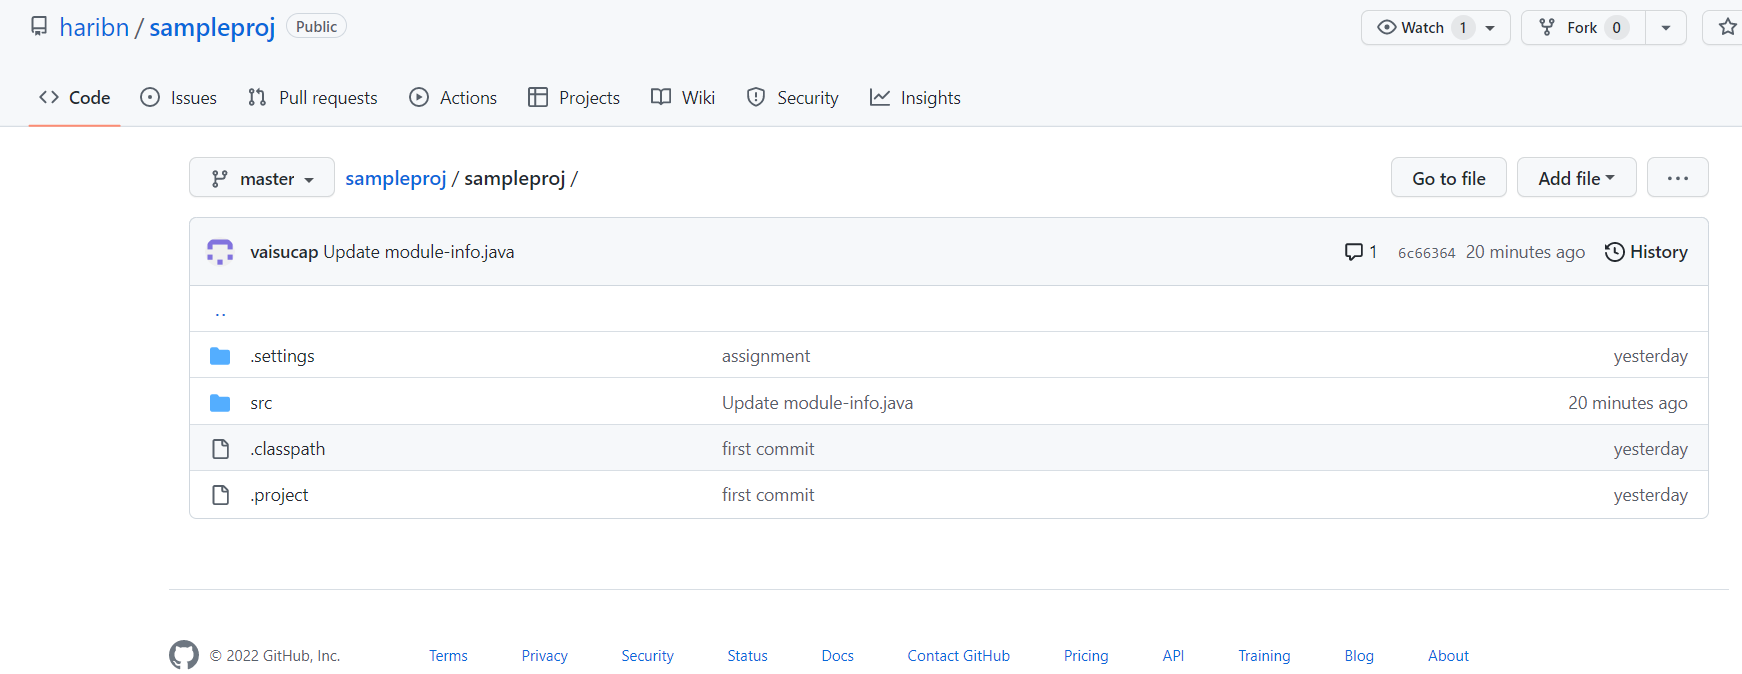 haribn / sampleproj Public Watch 1 Fork 0
Code Issues Pull requests Actions Projects Wiki Security Insights
master sampleproj / sampleproj / Go to file Add file ...
vaisucap Update module-info.java 1 6c66364 20 minutes ago History
..
.settings assignment yesterday
src Update module-info.java 20 minutes ago
.classpath first commit yesterday
.project first commit yesterday
© 2022 GitHub, Inc. Terms Privacy Security Status Docs Contact GitHub Pricing API Training Blog About